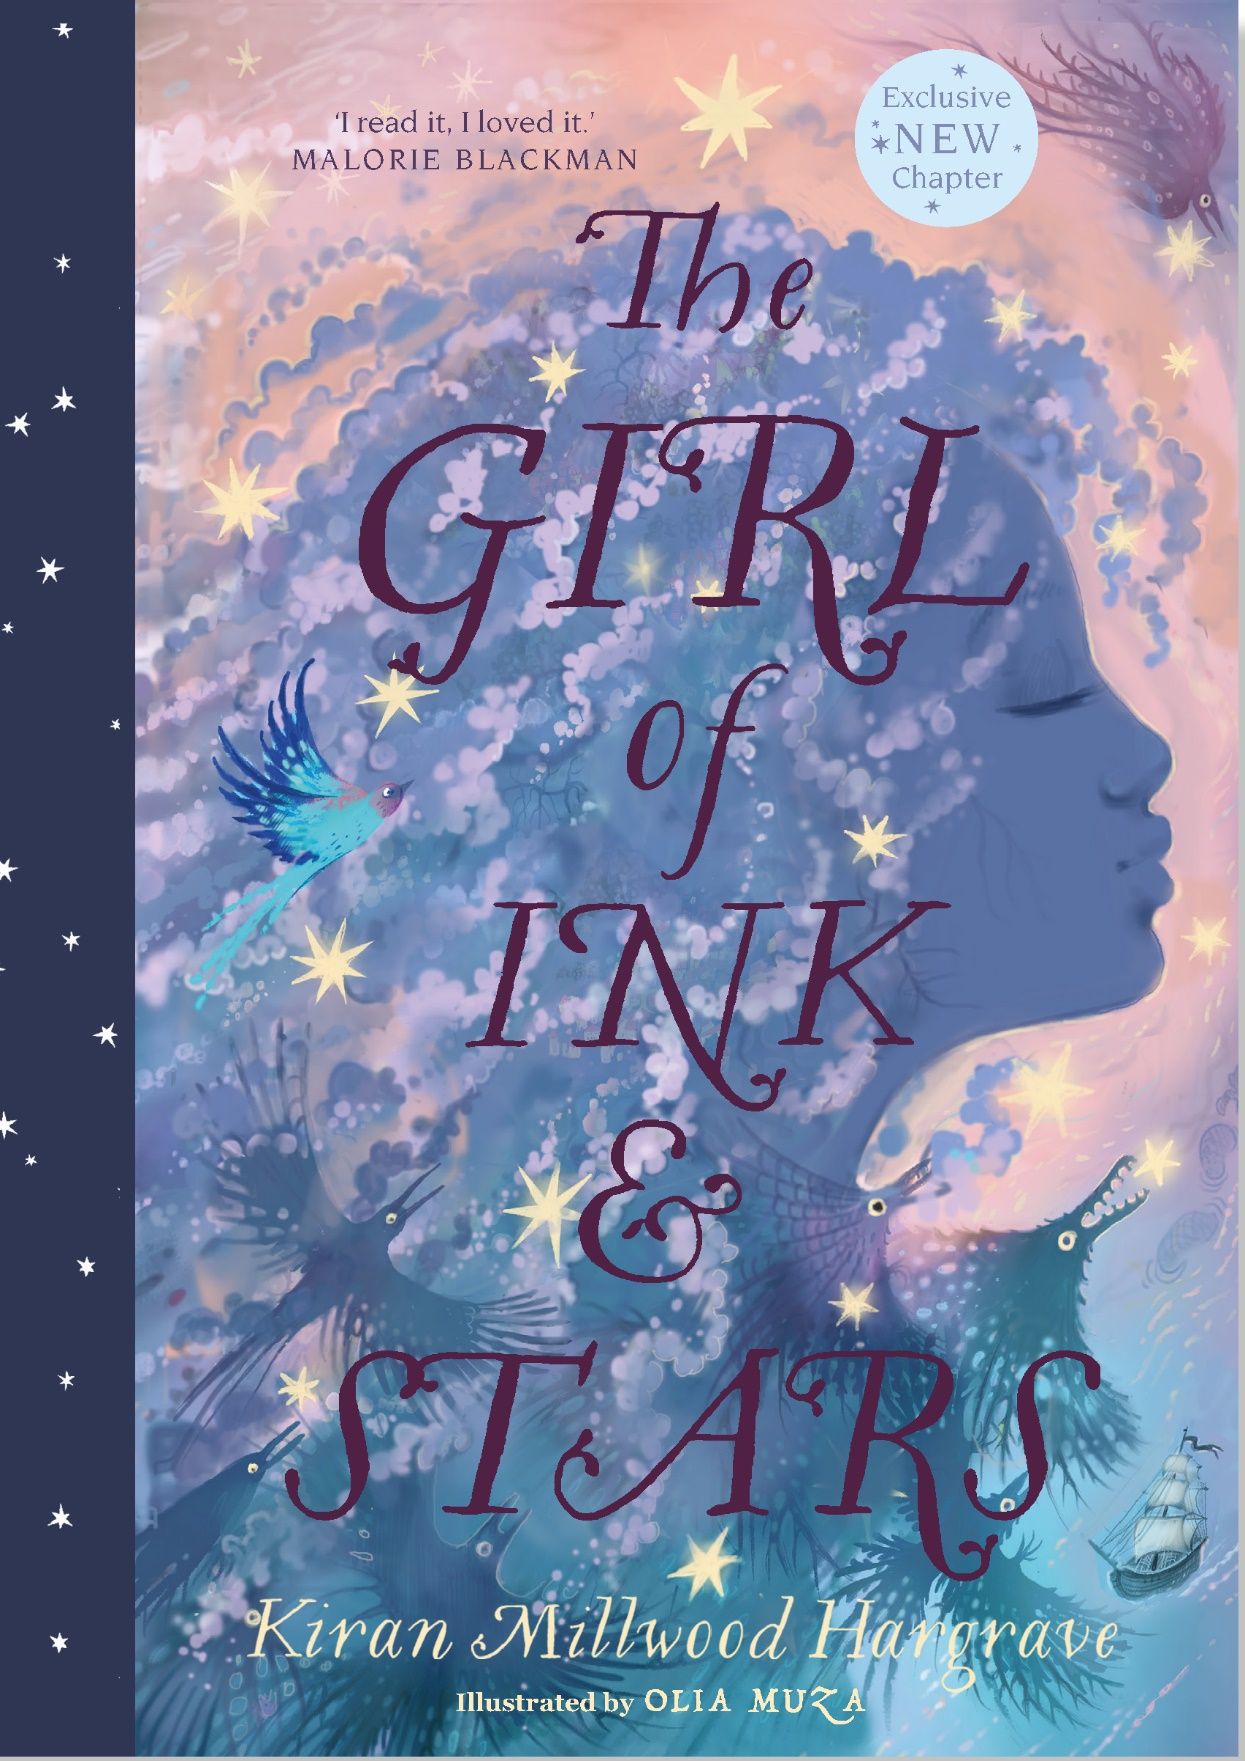 'I read it, I loved it.'
MALORIE BLACKMAN
Exclusive
NEW
Chapter
The
GIRL
of
INK
&
STARS
Kiran Millwood Hargrave
Illustrated by OLIA MUZA